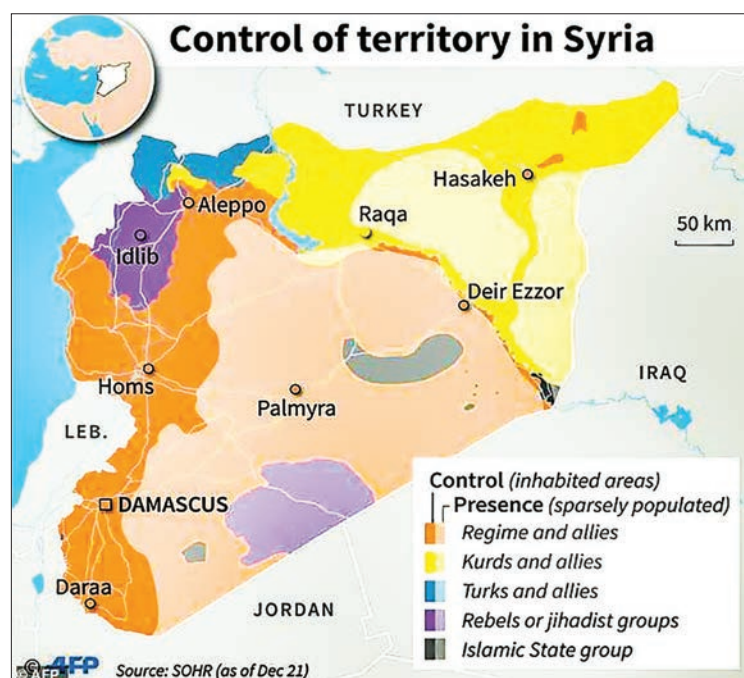 Control of territory in Syria
TURKEY
Hasakeh
Aleppo
Raqa
50 km
Idlib
Deir Ezzor
Homs
Palmyra
IRAQ
LEB.
DAMASCUS
Daraa
JORDAN
Control (inhabited areas)
Presence (sparsely populated)
Regime and allies
Kurds and allies
Turks and allies
Rebels or jihadist groups
Islamic State group
© AFP
Source: SOHR (as of Dec 21)
© AFP